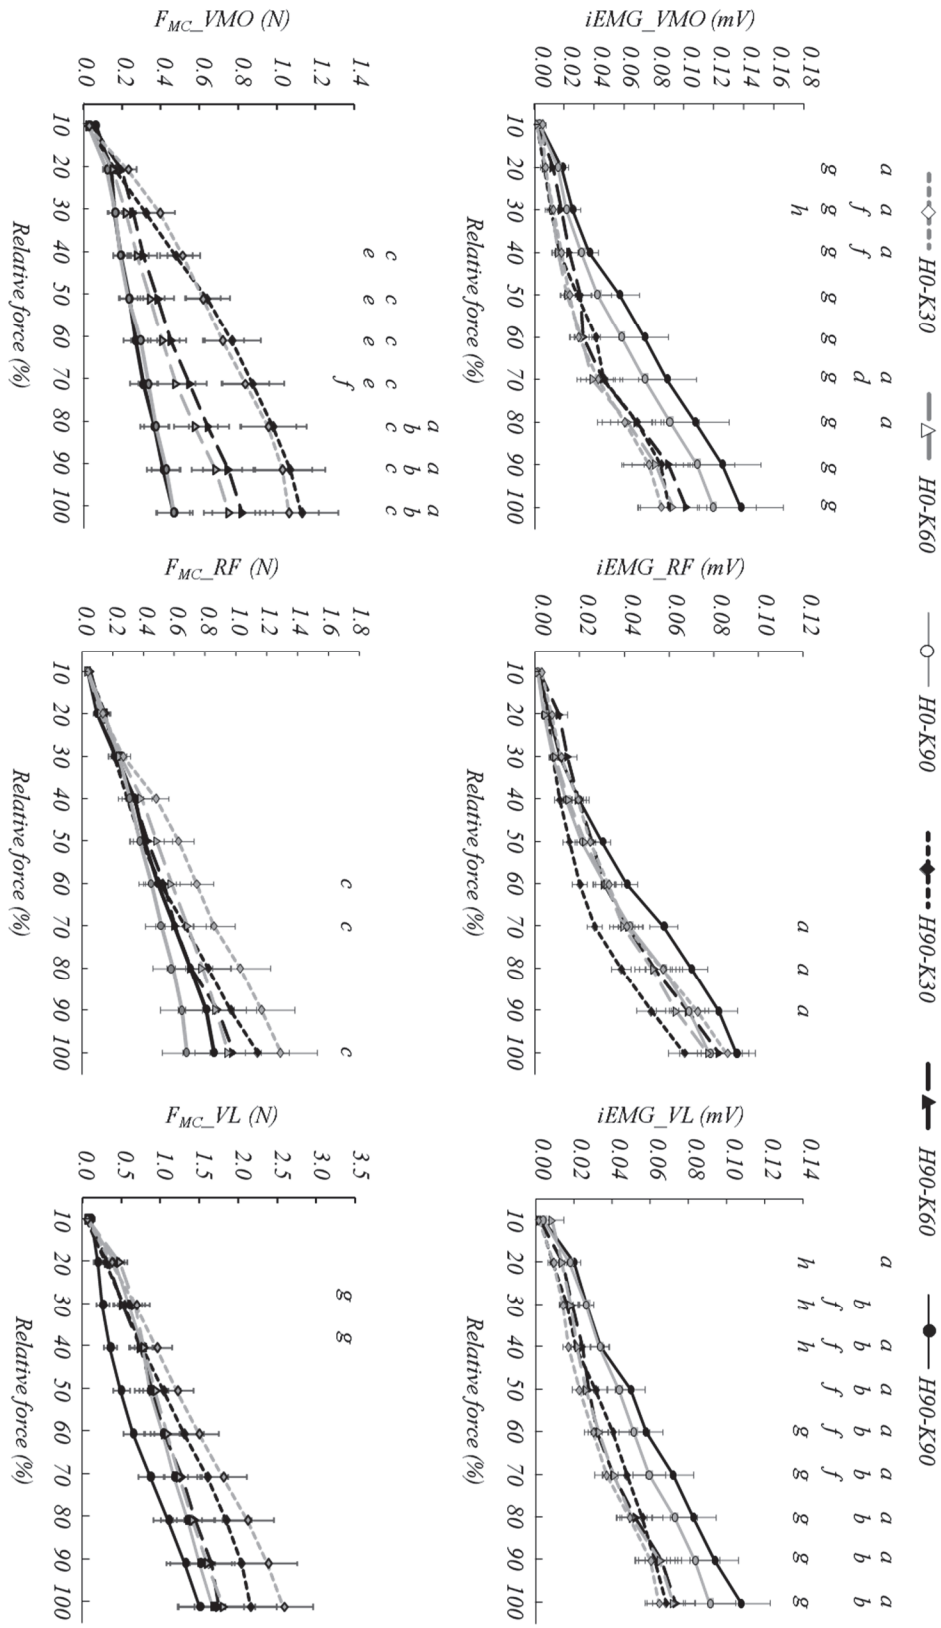 H0-K30 H0-K60 H0-K90 H90-K30 H90-K60 H90-K90
iEMG_VMO (mV)
0.18
0.16
0.14
0.12
0.10
0.08
0.06
0.04
0.02
0.00
a a a a a
f f d
g g g g g g g g g
h
10 20 30 40 50 60 70 80 90 100
Relative force (%)
iEMG_RF (mV)
0.12
0.10
0.08
0.06
0.04
0.02
0.00
a a a
10 20 30 40 50 60 70 80 90 100
Relative force (%)
iEMG_VL (mV)
0.14
0.12
0.10
0.08
0.06
0.04
0.02
0.00
a a a a a a a a a
b b b b b b b b
f f f f f
h h h g g g g g
10 20 30 40 50 60 70 80 90 100
Relative force (%)
FMC_VMO (N)
1.4
1.2
1.0
0.8
0.6
0.4
0.2
0.0
a a a
b b b
c c c c c c c
e e e e
f
10 20 30 40 50 60 70 80 90 100
Relative force (%)
FMC_RF (N)
1.8
1.6
1.4
1.2
1.0
0.8
0.6
0.4
0.2
0.0
c c c
10 20 30 40 50 60 70 80 90 100
Relative force (%)
FMC_VL (N)
3.5
3.0
2.5
2.0
1.5
1.0
0.5
0.0
g g
10 20 30 40 50 60 70 80 90 100
Relative force (%)